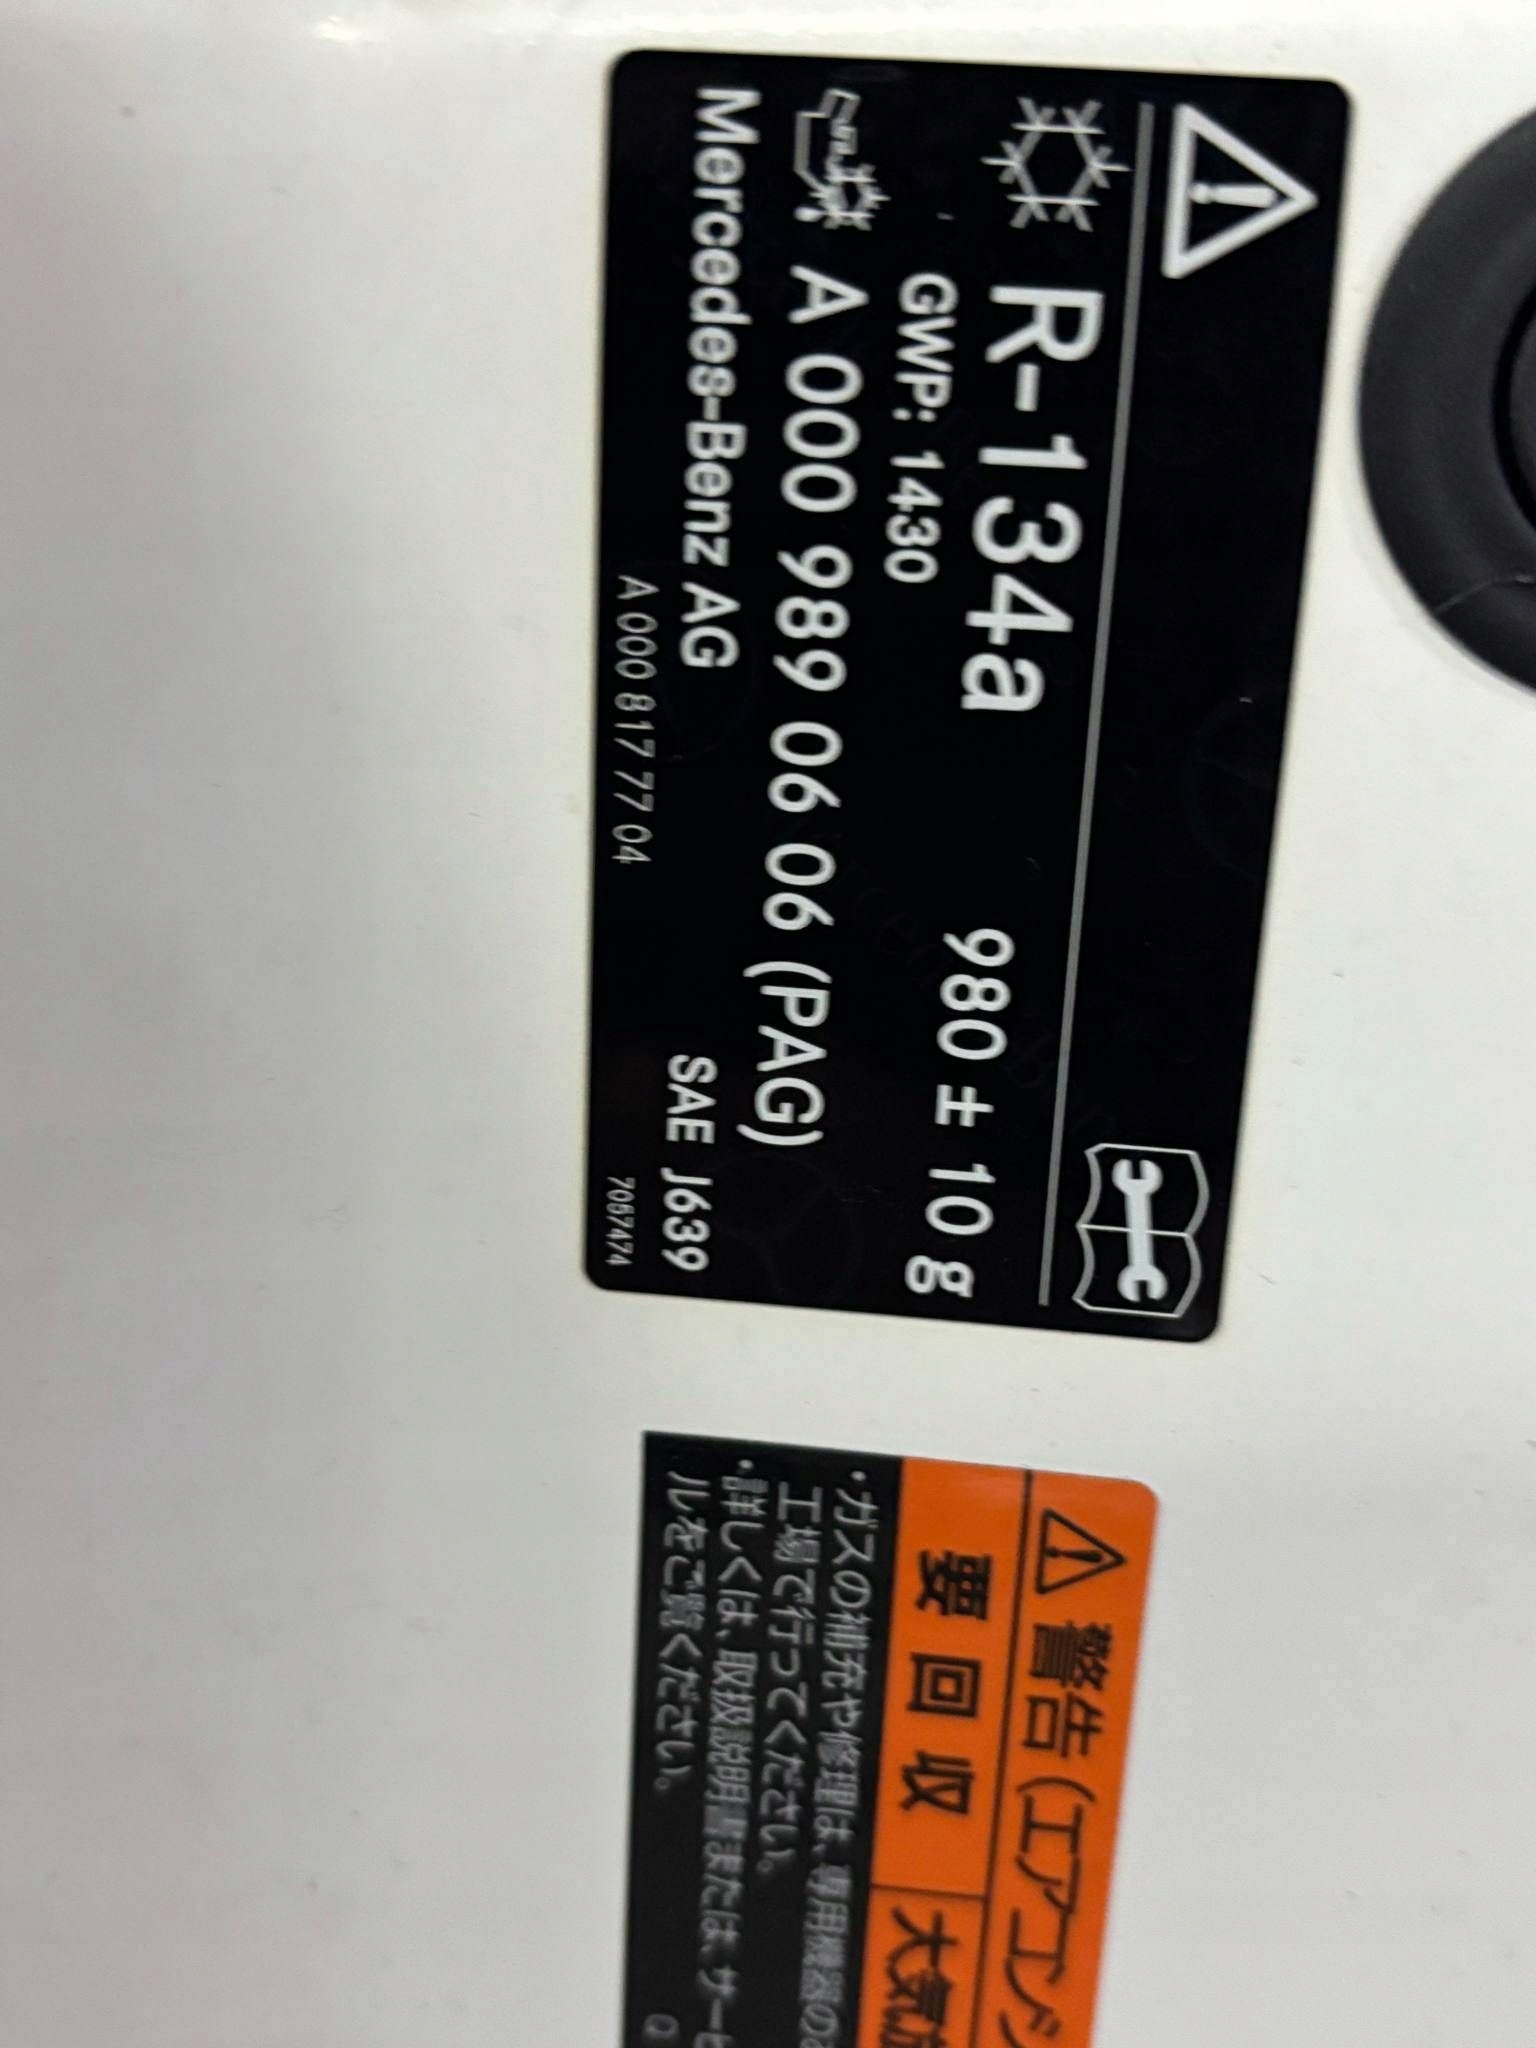 R-134a 980 ± 10 g
GWP: 1430
A 000 989 06 06 (PAG)
Mercedes-Benz AG SAE J639
A 000 817 77 04 7067474
警告 (エアコン
要回収 大気
・ガスの補充や修理は、専用機器の
工場で行ってください。
・詳しくは、取扱説明書または、サービ
ルをご覧ください。